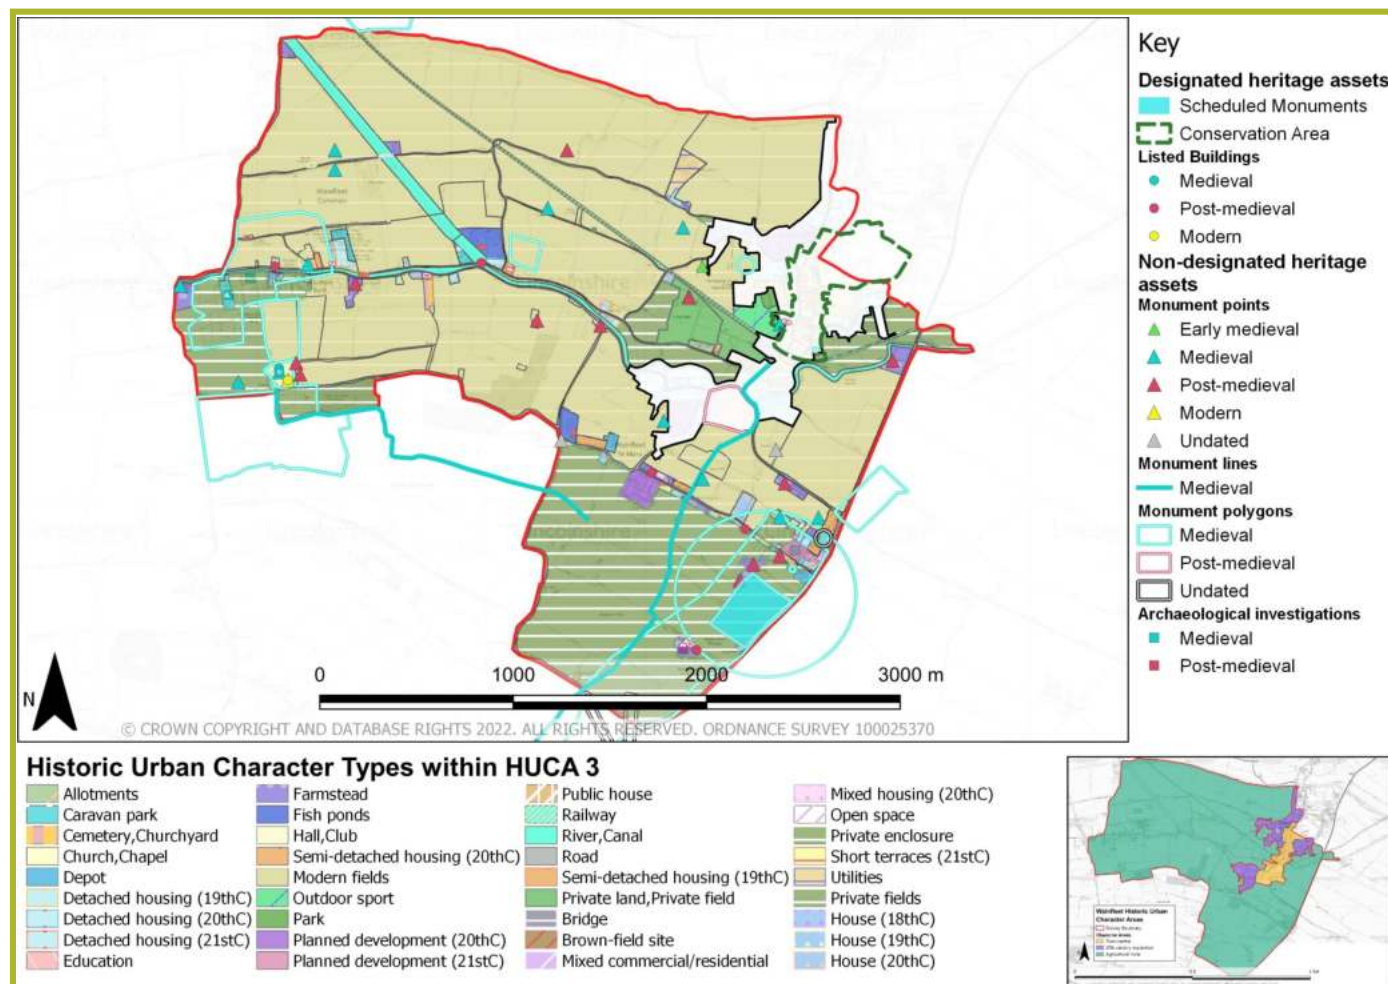 Key
Designated heritage assets
Scheduled Monuments
Conservation Area
Listed Buildings
Medieval
Post-medieval
Modern
Non-designated heritage
assets
Monument points
Early medieval
Medieval
Post-medieval
Modern
Undated
Monument lines
Medieval
Monument polygons
Medieval
Post-medieval
Undated
Archaeological investigations
Medieval
Post-medieval
N
0 1000 2000 3000 m
© CROWN COPYRIGHT AND DATABASE RIGHTS 2022. ALL RIGHTS RESERVED. ORDNANCE SURVEY 100025370
Historic Urban Character Types within HUCA 3
Allotments
Caravan park
Cemetery,Churchyard
Church,Chapel
Depot
Detached housing (19thC)
Detached housing (20thC)
Detached housing (21stC)
Education
Farmstead
Fish ponds
Hall,Club
Semi-detached housing (20thC)
Modern fields
Outdoor sport
Park
Planned development (20thC)
Planned development (21stC)
Public house
Railway
River,Canal
Road
Semi-detached housing (19thC)
Private land,Private field
Bridge
Brown-field site
Mixed commercial/residential
Mixed housing (20thC)
Open space
Private enclosure
Short terraces (21stC)
Utilities
Private fields
House (18thC)
House (19thC)
House (20thC)
Wainfleet Historic Urban
Character Areas